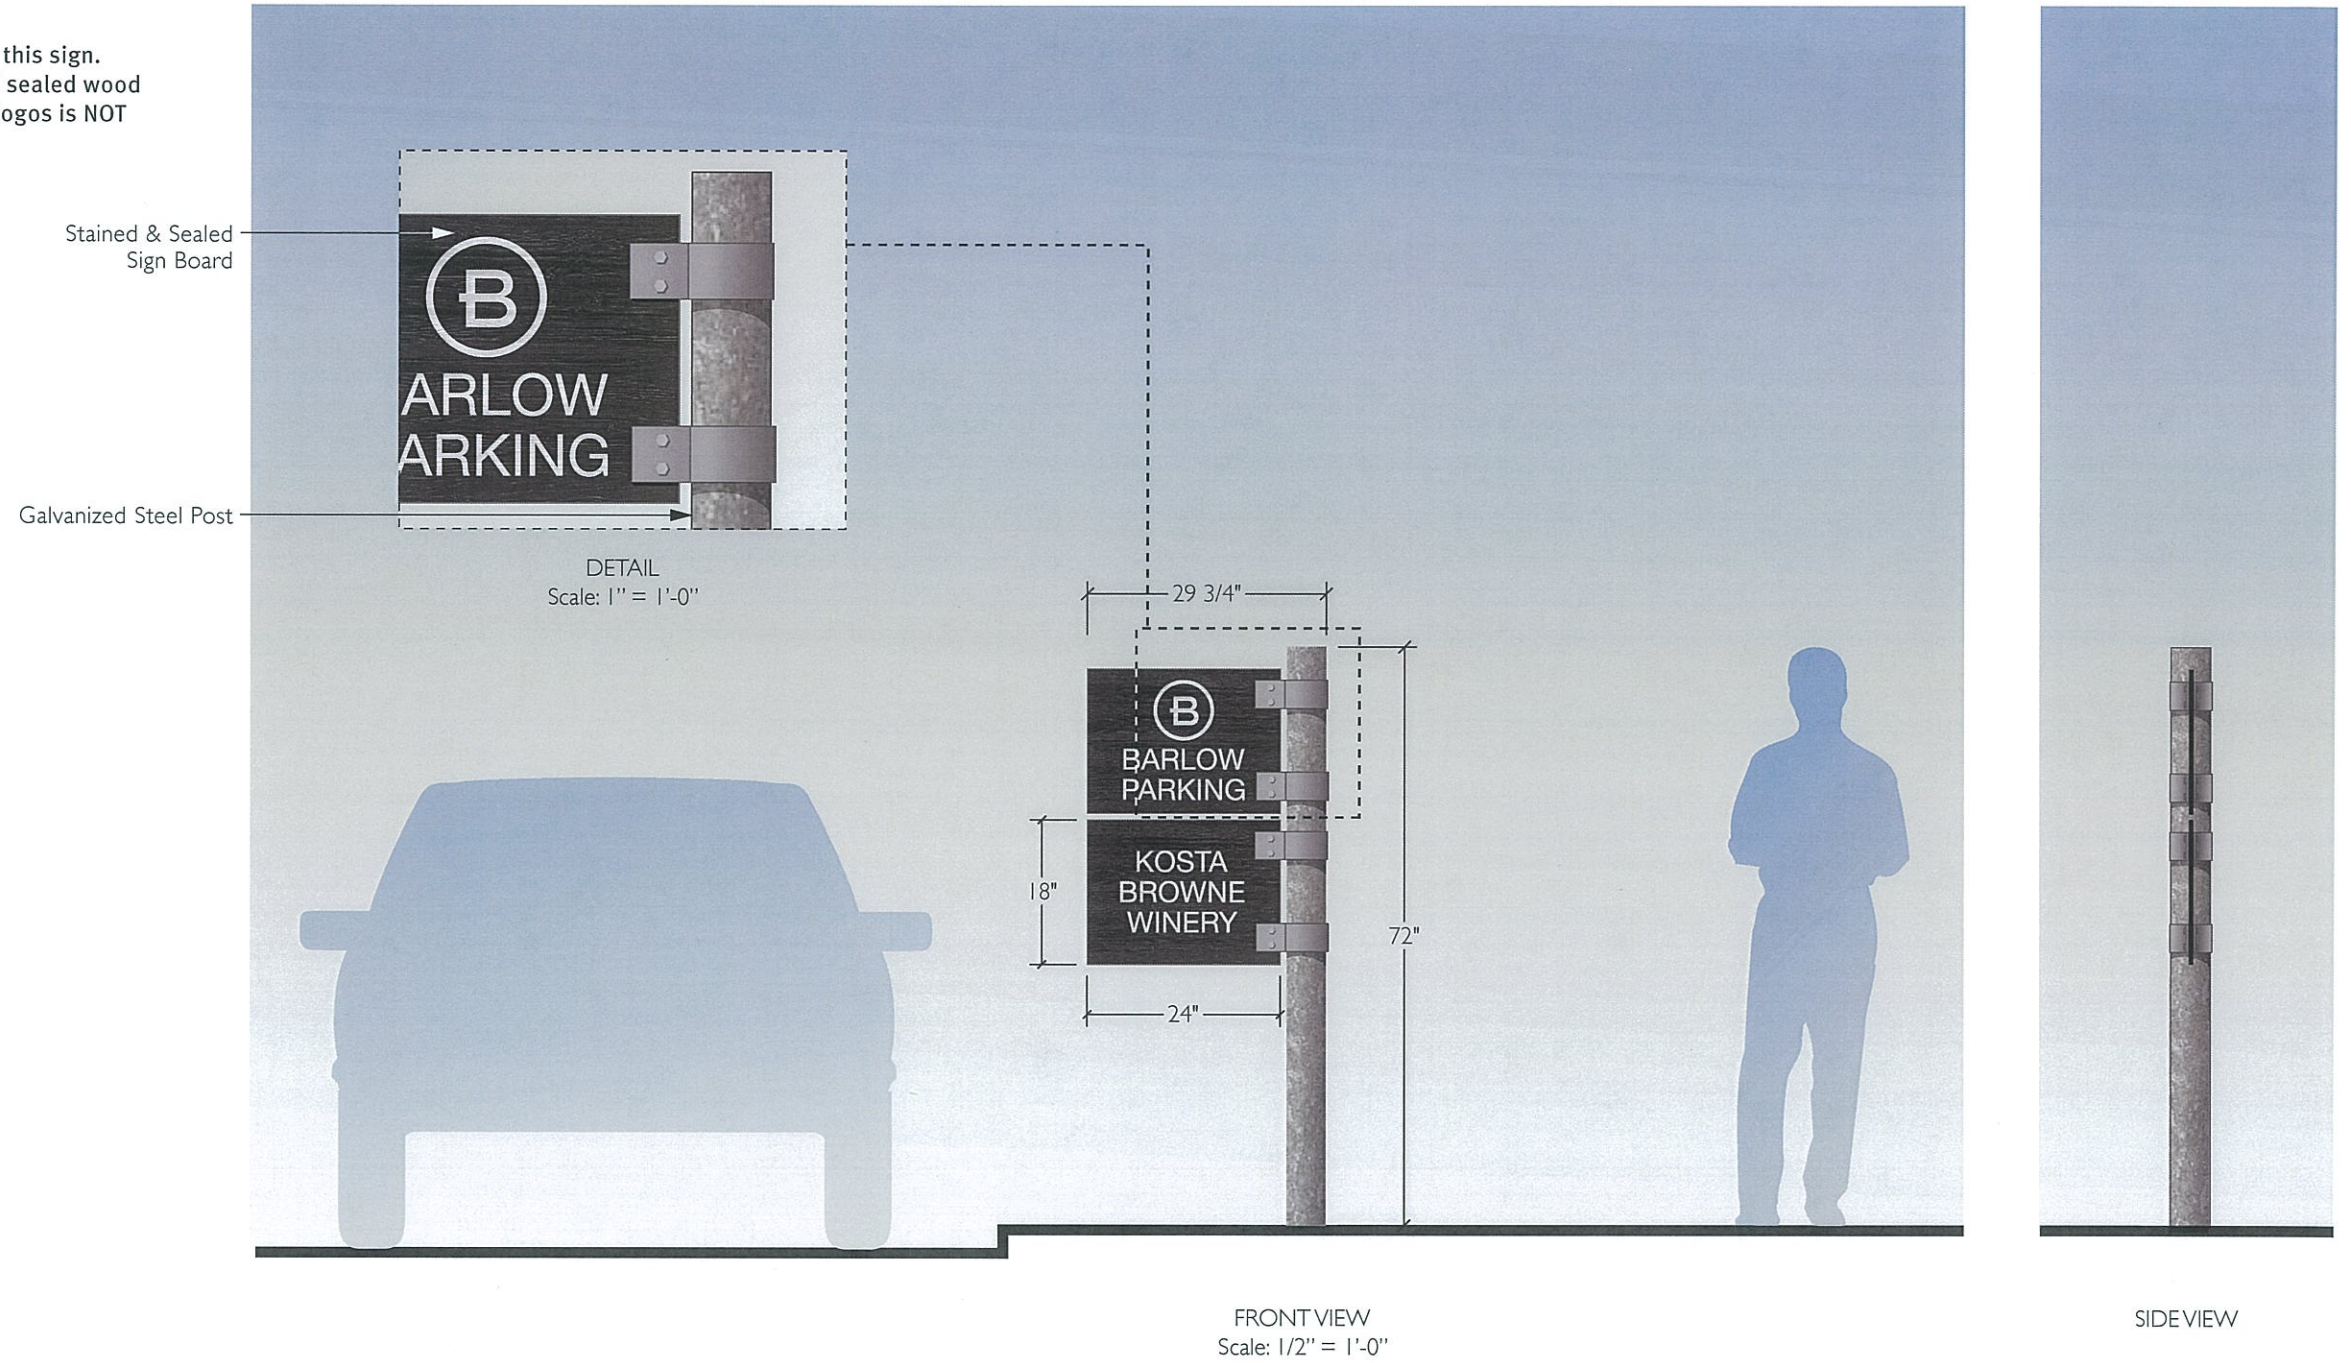 this sign.
sealed wood
ogos is NOT
Stained & Sealed
Sign Board
Galvanized Steel Post
B
ARLOW
ARKING
DETAIL
Scale: 1" = 1'-0"
29 3/4"
B
BARLOW
PARKING
KOSTA
BROWNE
WINERY
18"
24"
72"
FRONT VIEW
Scale: 1/2" = 1'-0"
SIDE VIEW